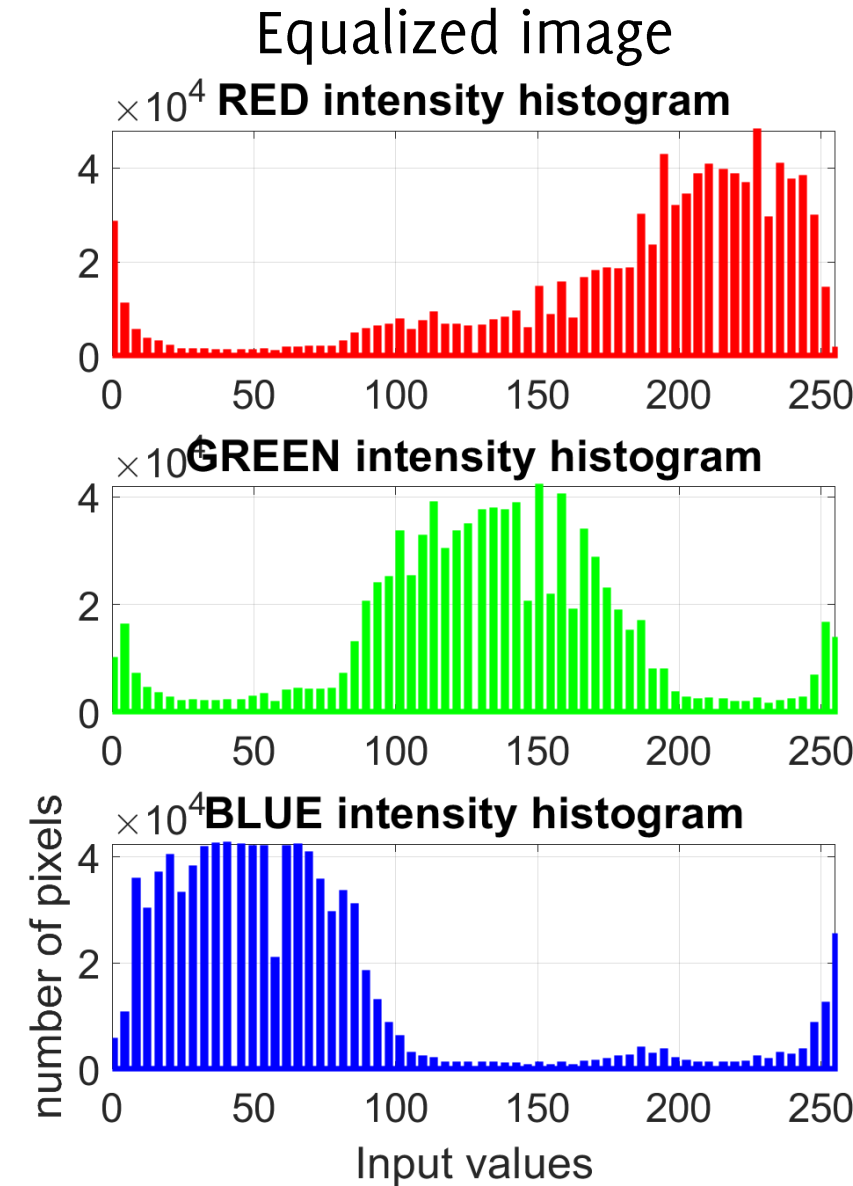 Equalized image
×10⁴ RED intensity histogram
4
2
0
0 50 100 150 200 250
×10⁴ GREEN intensity histogram
4
2
0
0 50 100 150 200 250
×10⁴ BLUE intensity histogram
number of pixels
4
2
0
0 50 100 150 200 250
Input values